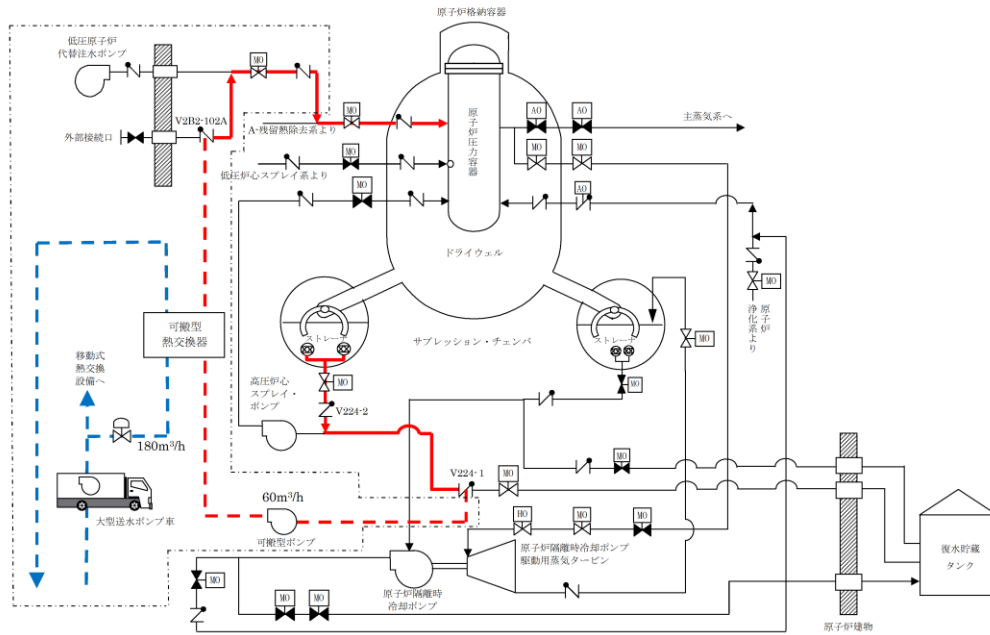 原子炉格納容器
低圧原子炉
代替注水ポンプ
MO
V2B2-102A
外部接続口
MO
A-残留熱除去系より
原子炉圧力容器
AO
AO
主蒸気系へ
MO
低圧炉心スプレイ系より
MO
MO
MO
AO
ドライウェル
MO
原子炉
浄化系より
可搬型
熱交換器
ストレーナ
ストレーナ
サプレッション・チェンバ
MO
移動式
熱交換
設備へ
MO
MO
高圧炉心
スプレイ・
ポンプ
V224-2
180m³/h
MO
V224-1
MO
大型送水ポンプ車
60m³/h
可搬型ポンプ
HO
MO
MO
原子炉隔離時冷却ポンプ
駆動用蒸気タービン
復水貯蔵
タンク
MO
原子炉隔離時
冷却ポンプ
MO
MO
MO
原子炉建物